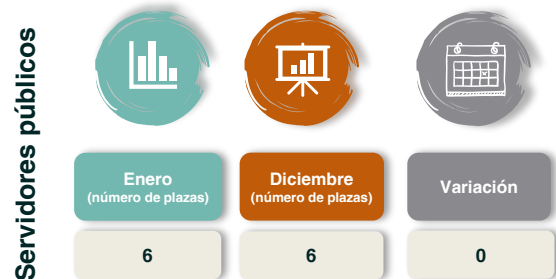 Servidores públicos
Enero
(número de plazas)
Diciembre
(número de plazas)
Variación
6
6
0